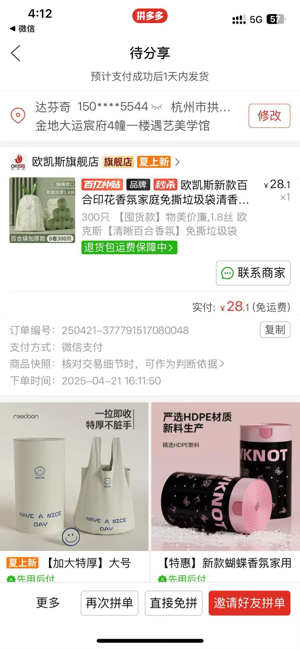 4:12
拼多多
5G
57
微信
待分享
预计支付成功后1天内发货
达芬奇 150****5544
杭州市拱...
金地大运宸府4幢一楼遇艺美学馆
修改
欧凯斯旗舰店 旗舰店 夏上新
百亿补贴 品牌 秒杀 欧凯斯新款百合印花香氛家庭免撕垃圾袋清香...
¥28.1
×1
300只 【囤货款】物美价廉,1.8丝 欧克斯【清晰百合香氛】免撕垃圾袋
退货包运费保障中
百合袋加厚款 6卷300只
联系商家
实付: ¥28.1 (免运费)
订单编号: 250421-377791517080048
复制
支付方式: 微信支付
商品快照: 核对交易细节时,可作为判断依据
下单时间: 2025-04-21 16:11:50
readoon
一拉即收
特厚不脏手
HAVE A NICE DAY
HAVE A NICE DAY
严选HDPE材质
新料生产
精选HDPE新料
WKNOT
WKNOT
夏上新 【加大特厚】大号
先用后付
【特惠】新款蝴蝶香氛家用
先用后付
更多
再次拼单
直接免拼
邀请好友拼单